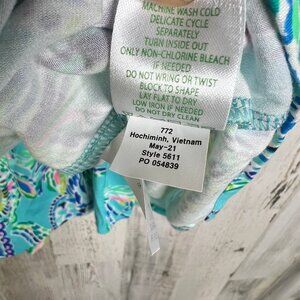 MACHINE WASH COLD
DELICATE CYCLE
SEPARATELY
TURN INSIDE OUT
ONLY NON-CHLORINE BLEACH
IF NEEDED
DO NOT WRING OR TWIST
BLOCK TO SHAPE
LAY FLAT TO DRY
LOW IRON IF NEEDED
DO NOT DRY CLEAN
772
Hochiminh, Vietnam
May-21
Style 5611
PO 054839